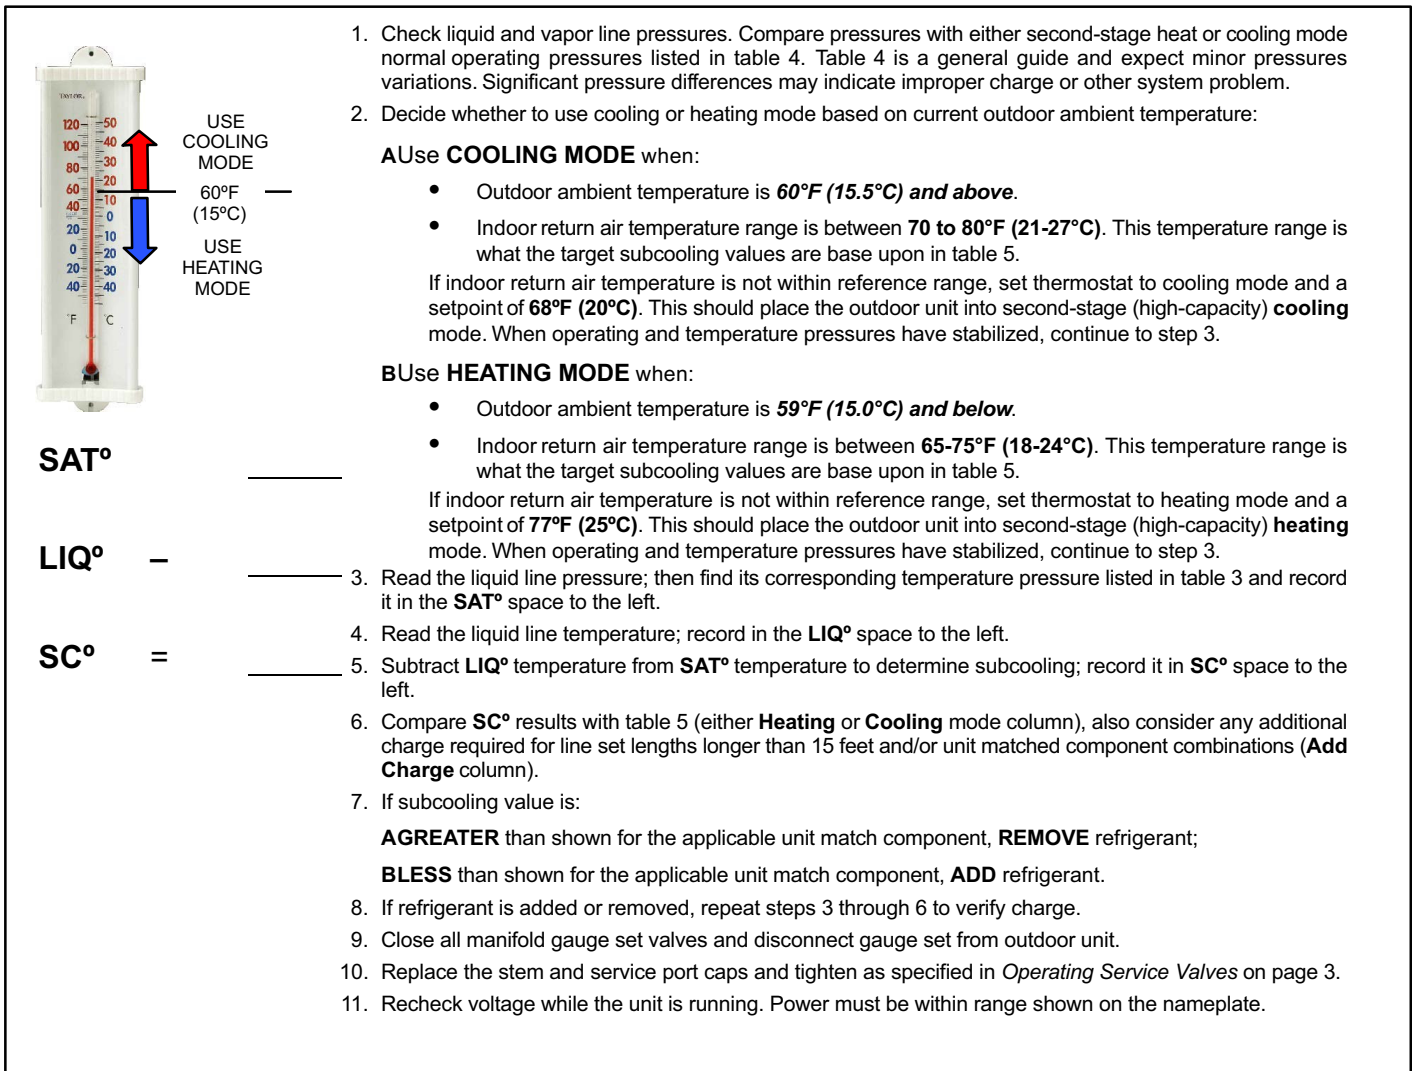 1. Check liquid and vapor line pressures. Compare pressures with either second-stage heat or cooling mode
normal operating pressures listed in table 4. Table 4 is a general guide and expect minor pressures
variations. Significant pressure differences may indicate improper charge or other system problem.
2. Decide whether to use cooling or heating mode based on current outdoor ambient temperature:
AUse COOLING MODE when:
• Outdoor ambient temperature is 60°F (15.5°C) and above.
• Indoor return air temperature range is between 70 to 80°F (21-27°C). This temperature range is
what the target subcooling values are base upon in table 5.
If indoor return air temperature is not within reference range, set thermostat to cooling mode and a
setpoint of 68ºF (20ºC). This should place the outdoor unit into second-stage (high-capacity) cooling
mode. When operating and temperature pressures have stabilized, continue to step 3.
BUse HEATING MODE when:
• Outdoor ambient temperature is 59°F (15.0°C) and below.
• Indoor return air temperature range is between 65-75°F (18-24°C). This temperature range is
what the target subcooling values are base upon in table 5.
If indoor return air temperature is not within reference range, set thermostat to heating mode and a
setpoint of 77ºF (25ºC). This should place the outdoor unit into second-stage (high-capacity) heating
mode. When operating and temperature pressures have stabilized, continue to step 3.
3. Read the liquid line pressure; then find its corresponding temperature pressure listed in table 3 and record
it in the SATº space to the left.
4. Read the liquid line temperature; record in the LIQº space to the left.
5. Subtract LIQº temperature from SATº temperature to determine subcooling; record it in SCº space to the
left.
6. Compare SCº results with table 5 (either Heating or Cooling mode column), also consider any additional
charge required for line set lengths longer than 15 feet and/or unit matched component combinations (Add
Charge column).
7. If subcooling value is:
AGREATER than shown for the applicable unit match component, REMOVE refrigerant;
BLESS than shown for the applicable unit match component, ADD refrigerant.
8. If refrigerant is added or removed, repeat steps 3 through 6 to verify charge.
9. Close all manifold gauge set valves and disconnect gauge set from outdoor unit.
10. Replace the stem and service port caps and tighten as specified in Operating Service Valves on page 3.
11. Recheck voltage while the unit is running. Power must be within range shown on the nameplate.
TAYLOR
120 50
100 40
80 30
60 20
40 10
0
20 10
0 20
20 30
40 40
°F °C
USE
COOLING
MODE
60ºF
(15ºC)
USE
HEATING
MODE
SATº
LIQº –
SCº =